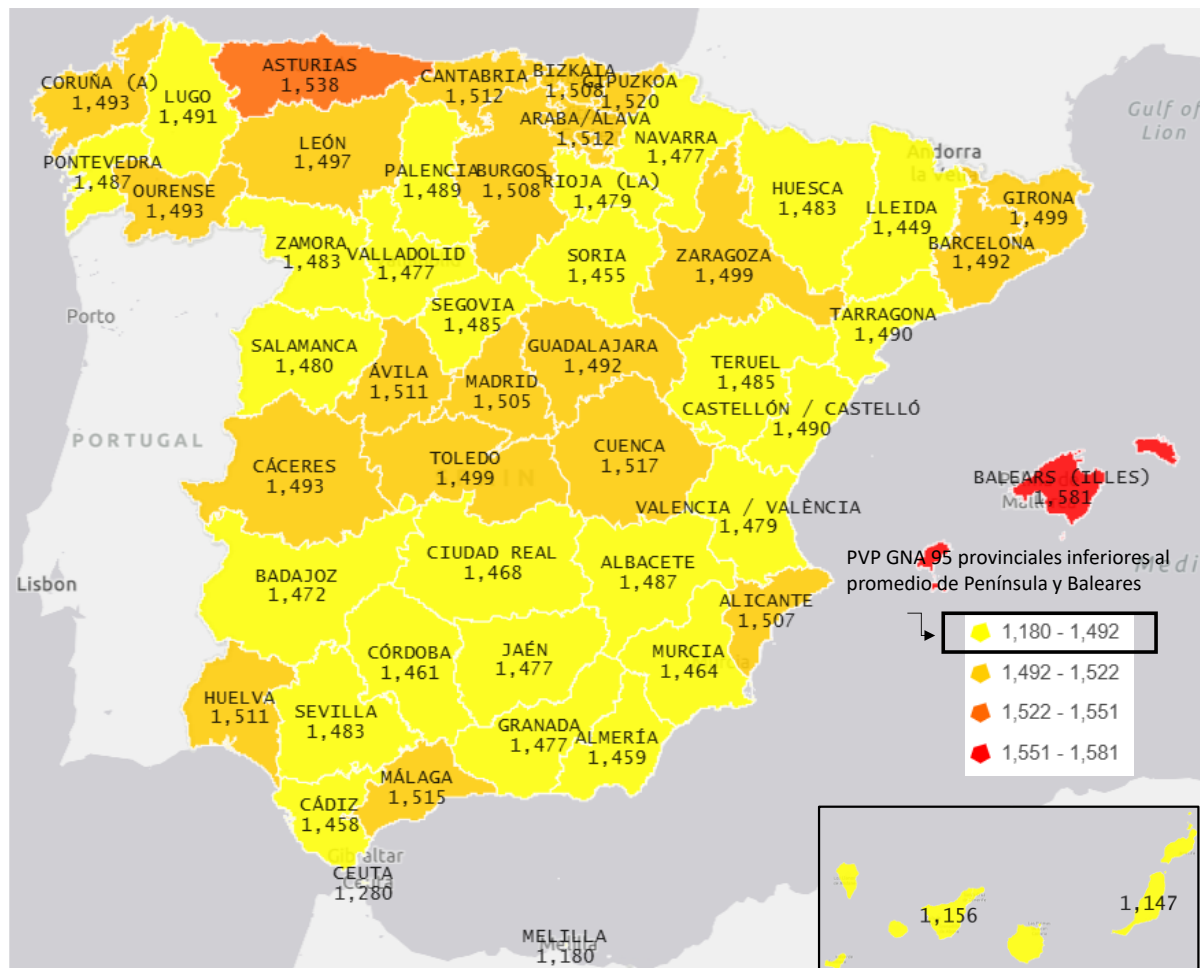 ASTURIAS
1,538
CORUÑA (A)
1,493
LUGO
1,491
CANTABRIA
1,512
BIZKAIA
1,508
GIPUZKOA
1,520
ARABA/ÁLAVA
1,512
NAVARRA
1,477
Gulf of
Lion
LEÓN
1,497
PALENCIA
1,489
BURGOS
1,508
RIOJA (LA)
1,479
PONTEVEDRA
1,487
OURENSE
1,493
HUESCA
1,483
Andorra
la Vella
LLEIDA
1,449
GIRONA
1,499
BARCELONA
1,492
ZAMORA
1,483
VALLADOLID
1,477
SORIA
1,455
ZARAGOZA
1,499
SEGOVIA
1,485
TARRAGONA
1,490
Porto
SALAMANCA
1,480
ÁVILA
1,511
MADRID
1,505
GUADALAJARA
1,492
TERUEL
1,485
CASTELLÓN / CASTELLÓ
1,490
PORTUGAL
CÁCERES
1,493
TOLEDO
1,499
CUENCA
1,517
BALEARS (ILLES)
1,581
VALENCIA / VALÈNCIA
1,479
Lisbon
BADAJOZ
1,472
CIUDAD REAL
1,468
ALBACETE
1,487
ALICANTE
1,507
PVP GNA 95 provinciales inferiores al
promedio de Península y Baleares
Medi
1,180 - 1,492
1,492 - 1,522
1,522 - 1,551
1,551 - 1,581
CÓRDOBA
1,461
JAÉN
1,477
MURCIA
1,464
HUELVA
1,511
SEVILLA
1,483
GRANADA
1,477
ALMERÍA
1,459
MÁLAGA
1,515
CÁDIZ
1,458
Gibraltar
CEUTA
1,280
MELILLA
1,180
1,156
1,147